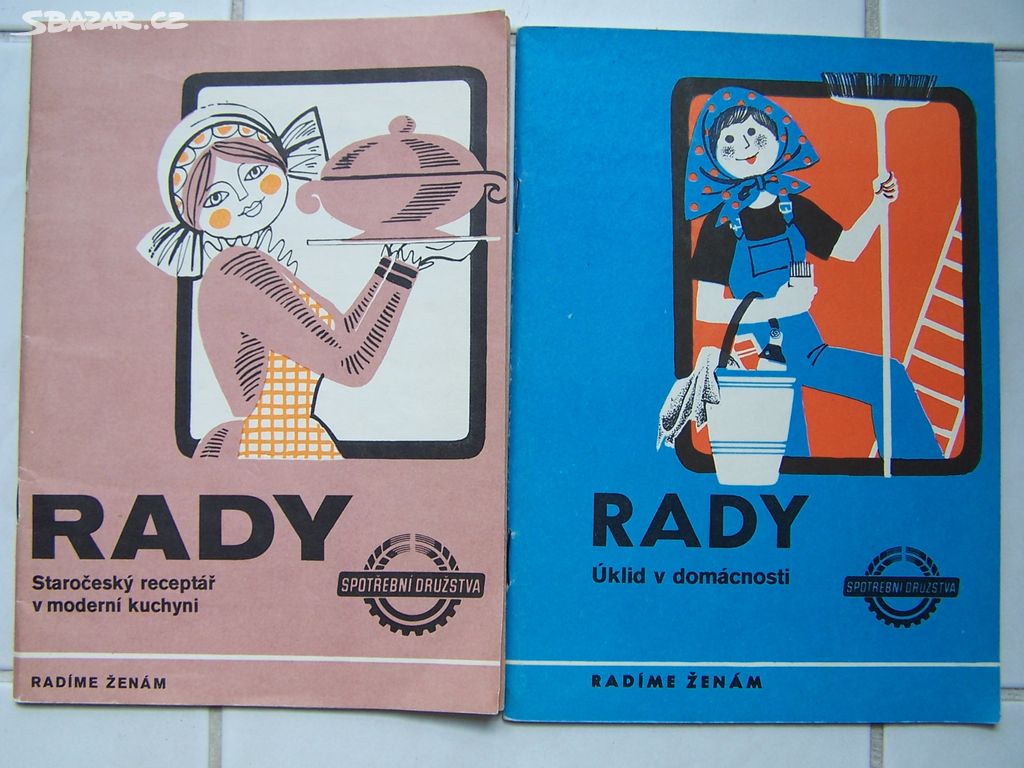 SBAZAR.CZ
RADY
Staročeský receptář
v moderní kuchyni
SPOTŘEBNÍ DRUŽSTVA
RADÍME ŽENÁM
RADY
Úklid v domácnosti
SPOTŘEBNÍ DRUŽSTVA
RADÍME ŽENÁM